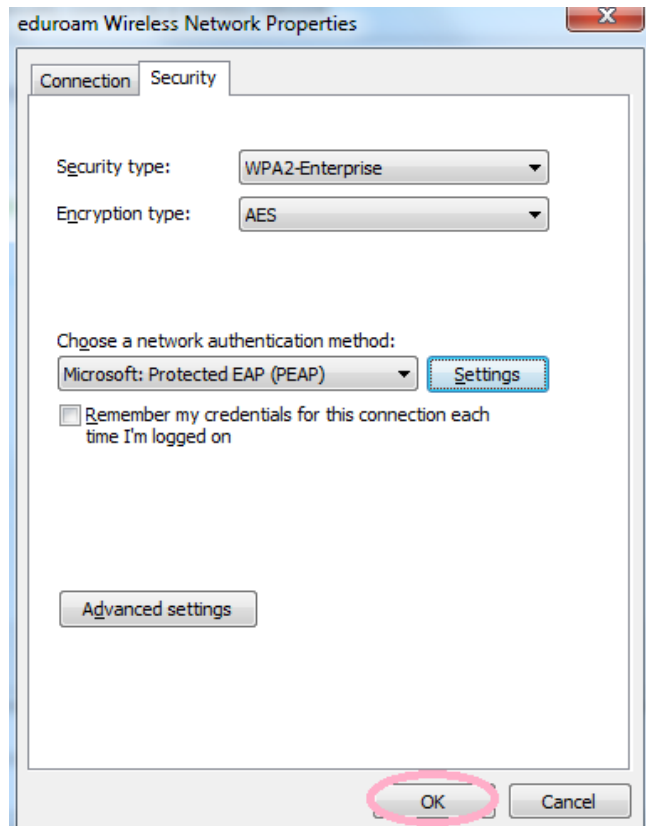 eduroam Wireless Network Properties
Connection Security
Security type: WPA2-Enterprise
Encryption type: AES
Choose a network authentication method:
Microsoft: Protected EAP (PEAP) Settings
Remember my credentials for this connection each
time I'm logged on
Advanced settings
OK Cancel